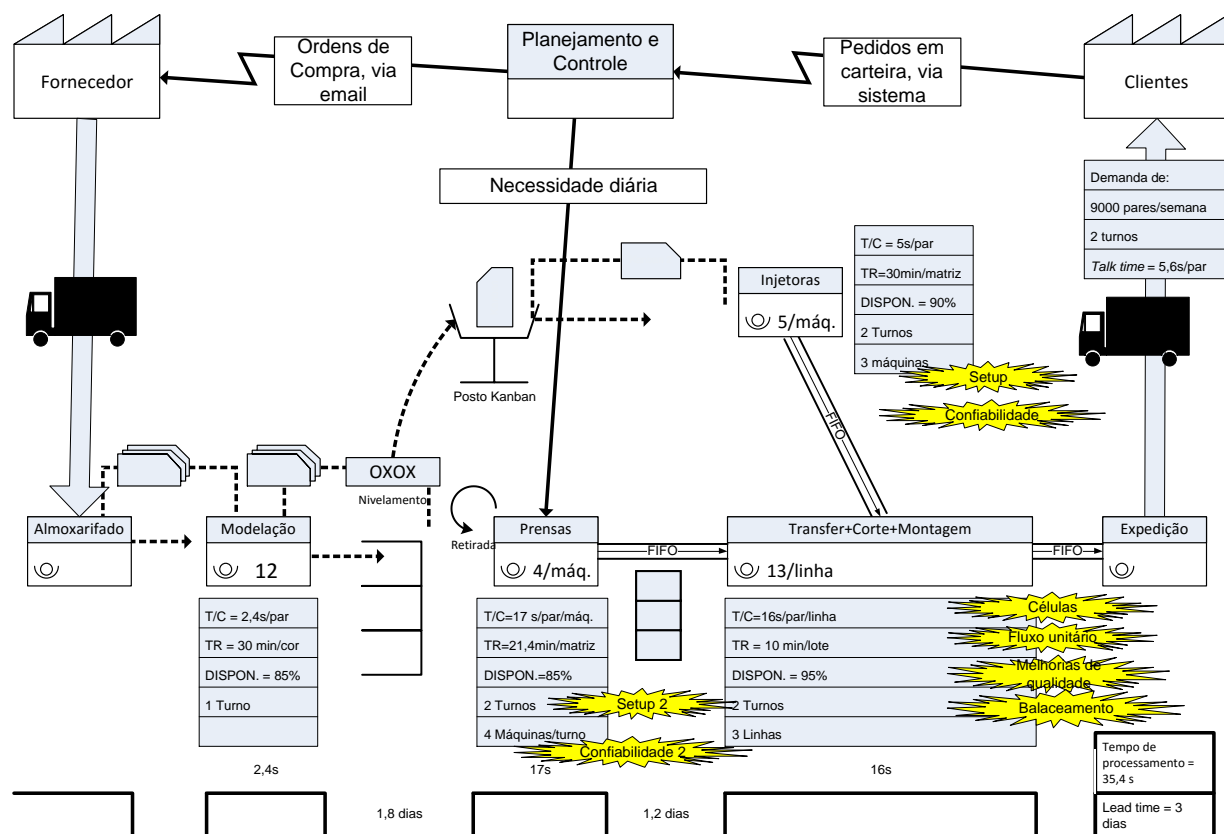 Fornecedor
Ordens de
Compra, via
email
Planejamento e
Controle
Pedidos em
carteira, via
sistema
Clientes
Necessidade diária
Demanda de:
9000 pares/semana
2 turnos
Talk time = 5,6s/par
T/C = 5s/par
TR=30min/matriz
DISPON. = 90%
2 Turnos
3 máquinas
Injetoras
5/máq.
Setup
Confiabilidade
Posto Kanban
FIFO
OXOX
Nivelamento
Retirada
Almoxarifado
Modelação
12
Prensas
4/máq.
FIFO
Transfer+Corte+Montagem
13/linha
FIFO
Expedição
T/C = 2,4s/par
TR = 30 min/cor
DISPON. = 85%
1 Turno
T/C=17 s/par/máq.
TR=21,4min/matriz
DISPON.=85%
2 Turnos
4 Máquinas/turno
Setup 2
Confiabilidade 2
T/C=16s/par/linha
TR = 10 min/lote
DISPON. = 95%
2 Turnos
3 Linhas
Células
Fluxo unitário
Melhorias de
qualidade
Balaceamento
2,4s
17s
16s
1,8 dias
1,2 dias
Tempo de
processamento =
35,4 s
Lead time = 3
dias